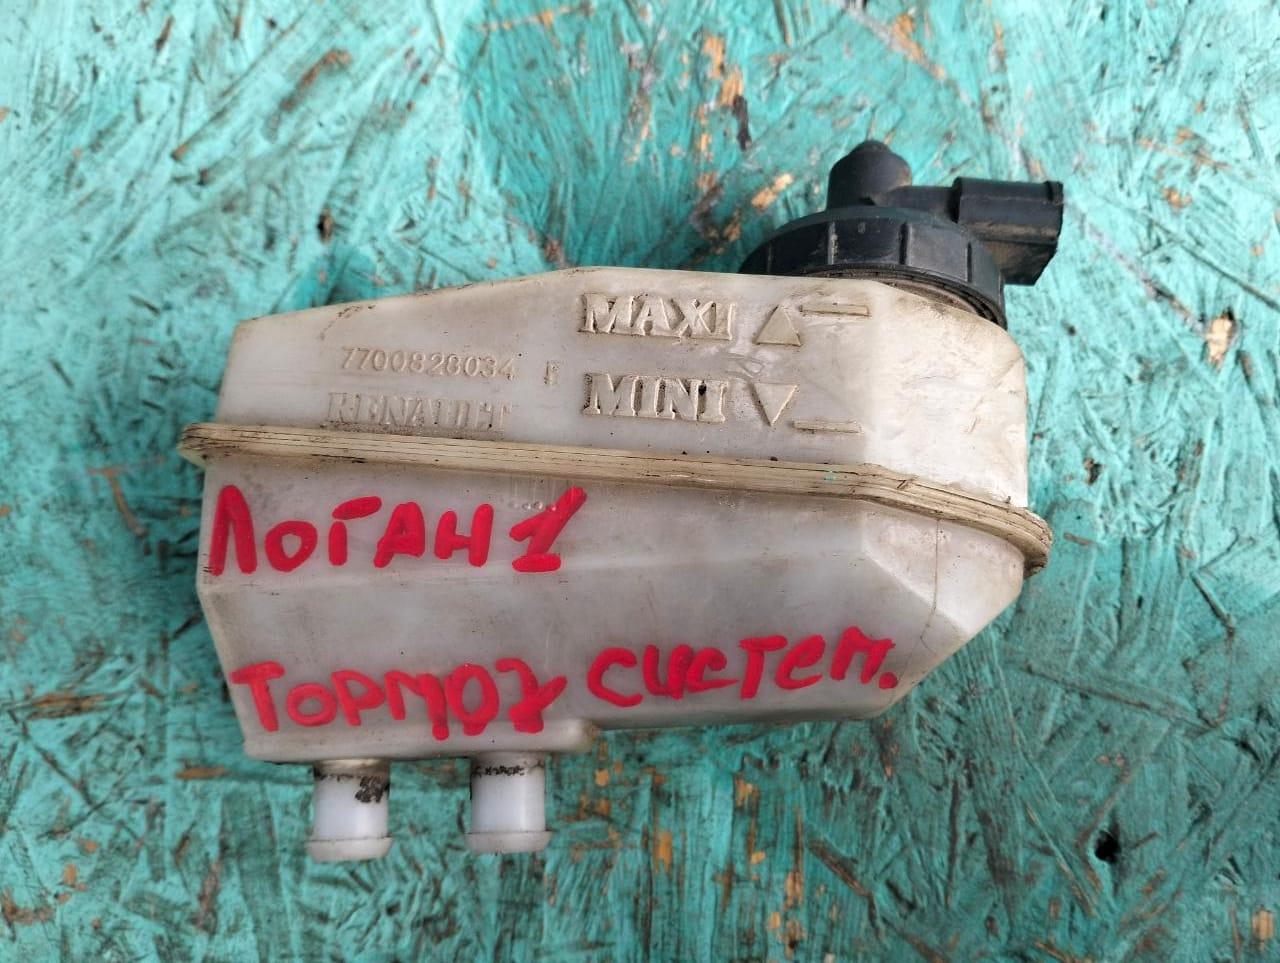 MAXI
7700828034 F
MINI
RENAULT
ЛОГАН 1
ТОРМОЗ СИСТЕМ.